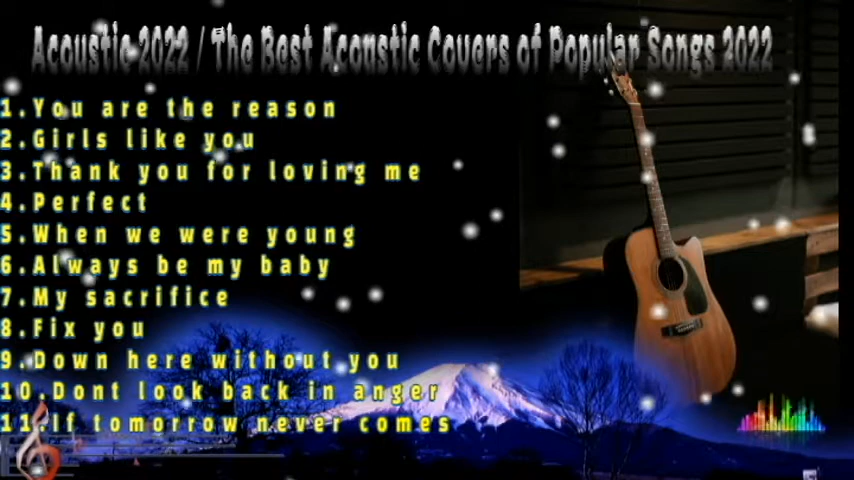 Acoustic 2022 / The Best Acoustic Covers of Popular Songs 2022
1.You are the reason
2.Girls like you
3.Thank you for loving me
4.Perfect
5.When we were young
6.Always be my baby
7.My sacrifice
8.Fix you
9.Down here without you
10.Dont look back in anger
11.If tomorrow never comes